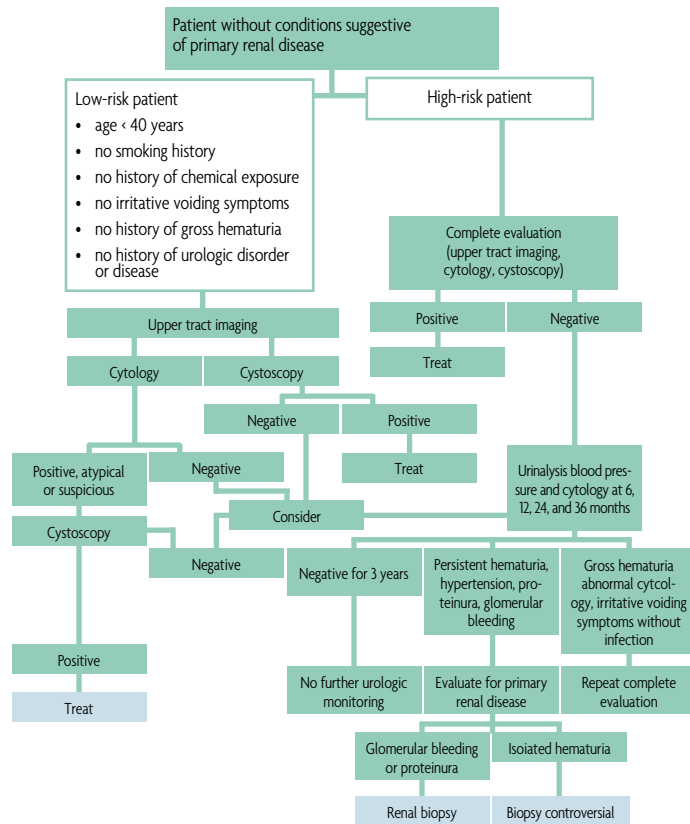 Patient without conditions suggestive
of primary renal disease
Low-risk patient
• age < 40 years
• no smoking history
• no history of chemical exposure
• no irritative voiding symptoms
• no history of gross hematuria
• no history of urologic disorder
or disease
High-risk patient
Complete evaluation
(upper tract imaging,
cytology, cystoscopy)
Upper tract imaging
Positive
Negative
Treat
Cytology
Cystoscopy
Negative
Positive
Treat
Positive, atypical
or suspicious
Negative
Urinalysis blood pres-
sure and cytology at 6,
12, 24, and 36 months
Consider
Cystoscopy
Negative
Negative for 3 years
Persistent hematuria,
hypertension, pro-
teinura, glomerular
bleeding
Gross hematuria
abnormal cytcol-
ogy, irritative voiding
symptoms without
infection
Positive
Treat
No further urologic
monitoring
Evaluate for primary
renal disease
Repeat complete
evaluation
Glomerular bleeding
or proteinura
Isoiated hematuria
Renal biopsy
Biopsy controversial